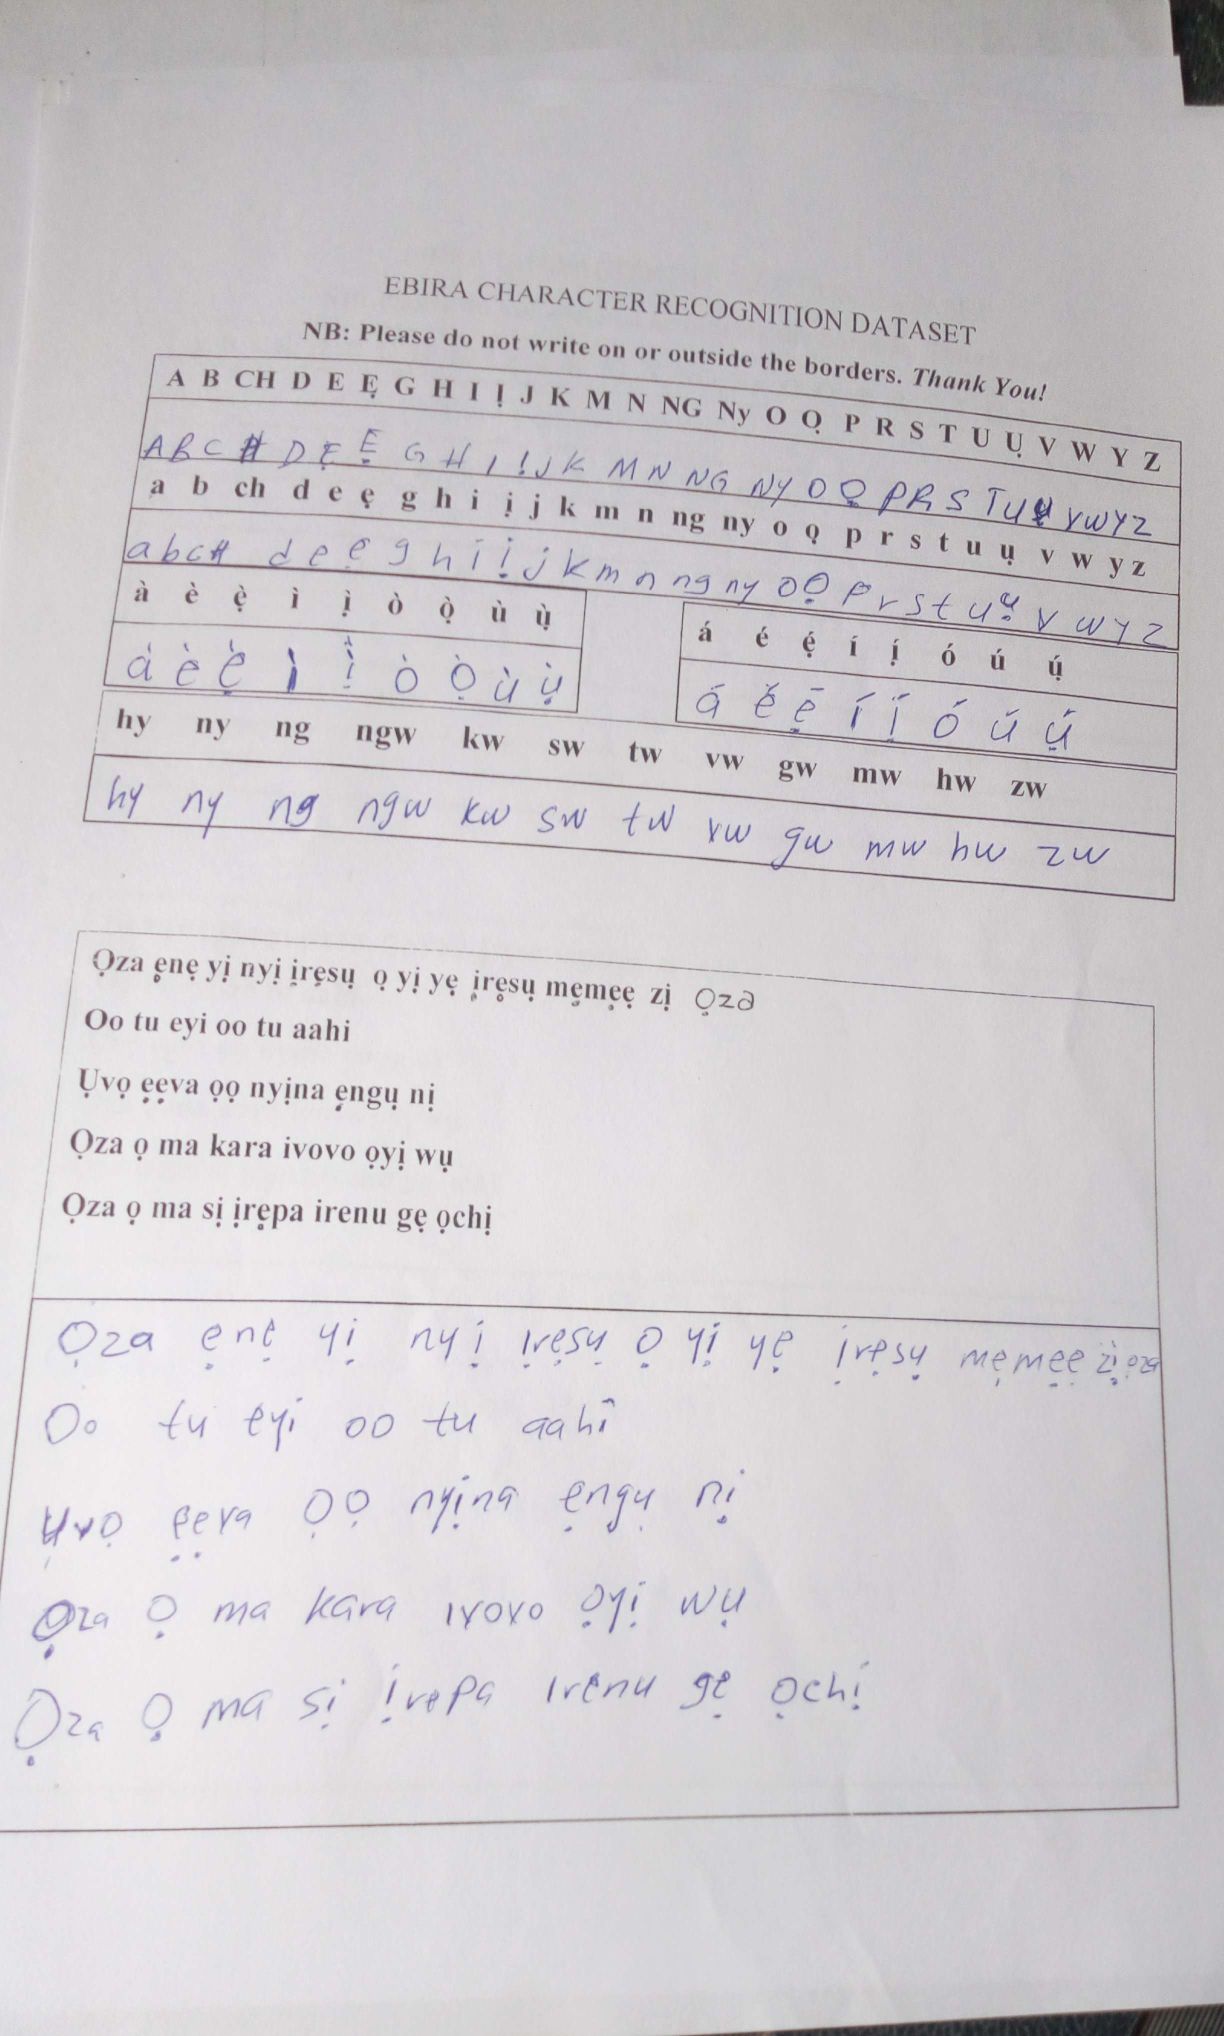 EBIRA CHARACTER RECOGNITION DATASET
NB: Please do not write on or outside the borders. Thank You!
A B CH D E Ẹ G H I Ị J K M N NG Ny O Ọ P R S T U Ụ V W Y Z
A B C H D Ẹ Ẹ G H I Ị J K M N NG NY O Ọ P R S T U Ụ V W Y Z
a b ch d e ẹ g h i ị j k m n ng ny o ọ p r s t u ụ v w y z
a b c H d e ẹ g h i ị j k m n ng ny o ọ p r s t u ụ v w y z
à è ẹ̀ ì ị̀ ò ọ̀ ù ụ̀
à è ẹ̀ ì ị̀ ò ọ̀ ù ụ̀
á é ẹ́ í ị́ ó ú ụ́
á é ẹ́ í ị́ ó ú ụ́
hy ny ng ngw kw sw tw vw gw mw hw zw
hy ny ng ngw kw sw tw vw gw mw hw zw
Ọza ẹnẹ yị nyị ịrẹsụ ọ yị yẹ ịrẹsụ mẹmẹẹ zị Ọza
Oo tu eyi oo tu aahi
Ụvọ ẹẹva ọọ nyịna ẹngụ nị
Ọza ọ ma kara ivovo ọyị wụ
Ọza ọ ma sị ịrẹpa irenu gẹ ọchị
Ọza ẹnẹ yị nyị ịrẹsụ ọ yị yẹ ịrẹsụ mẹmẹẹ zị ọza
Oo tu eyi oo tu aahi
Ụvọ ẹẹva ọọ nyịna ẹngụ nị
Ọza ọ ma kara ivovo ọyị wụ
Ọza ọ ma sị ịrepa irenu gẹ ọchị